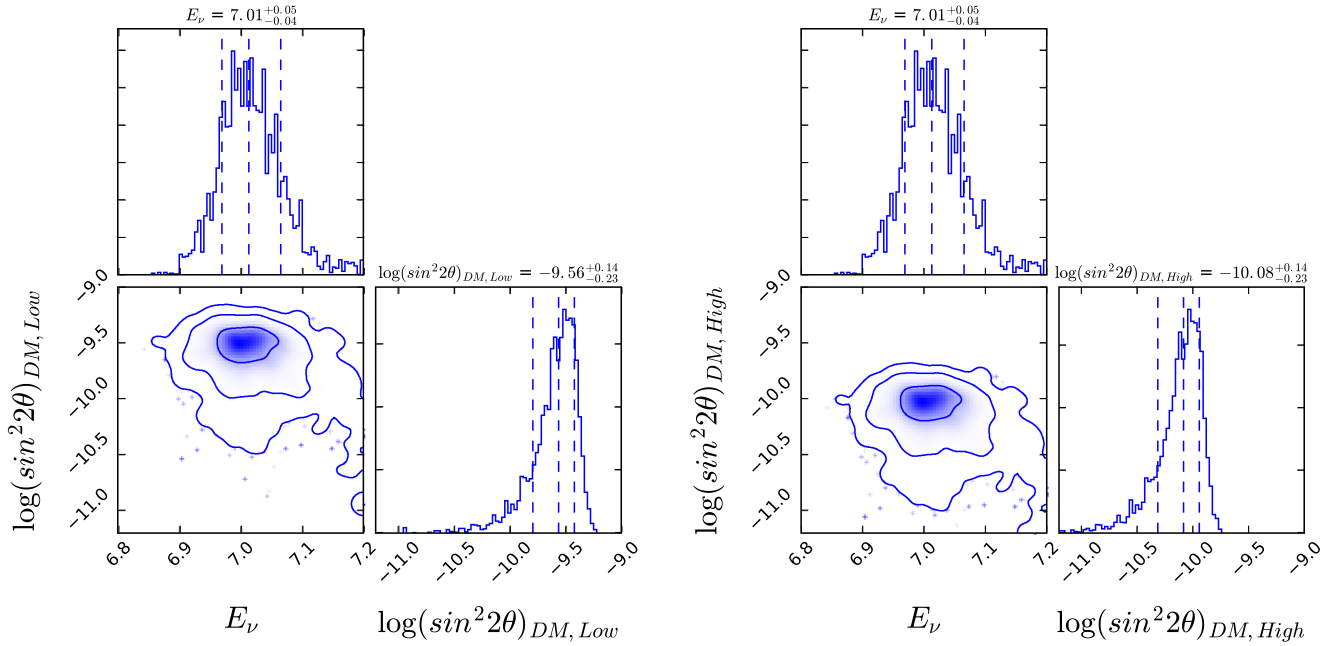 E_ν = 7.01^{+0.05}_{−0.04}
E_ν = 7.01^{+0.05}_{−0.04}
log(sin²2θ)_{DM, Low} = −9.56^{+0.14}_{−0.23}
log(sin²2θ)_{DM, High} = −10.08^{+0.14}_{−0.23}
−9.0
log(sin²2θ)_{DM, Low}
−9.0
−9.5
−10.0
−10.5
−11.0
6.8 6.9 7.0 7.1 7.2
E_ν
−11.0 −10.5 −10.0 −9.5 −9.0
log(sin²2θ)_{DM, Low}
−9.0
log(sin²2θ)_{DM, High}
−9.0
−9.5
−10.0
−10.5
−11.0
6.8 6.9 7.0 7.1 7.2
E_ν
−11.0 −10.5 −10.0 −9.5 −9.0
log(sin²2θ)_{DM, High}